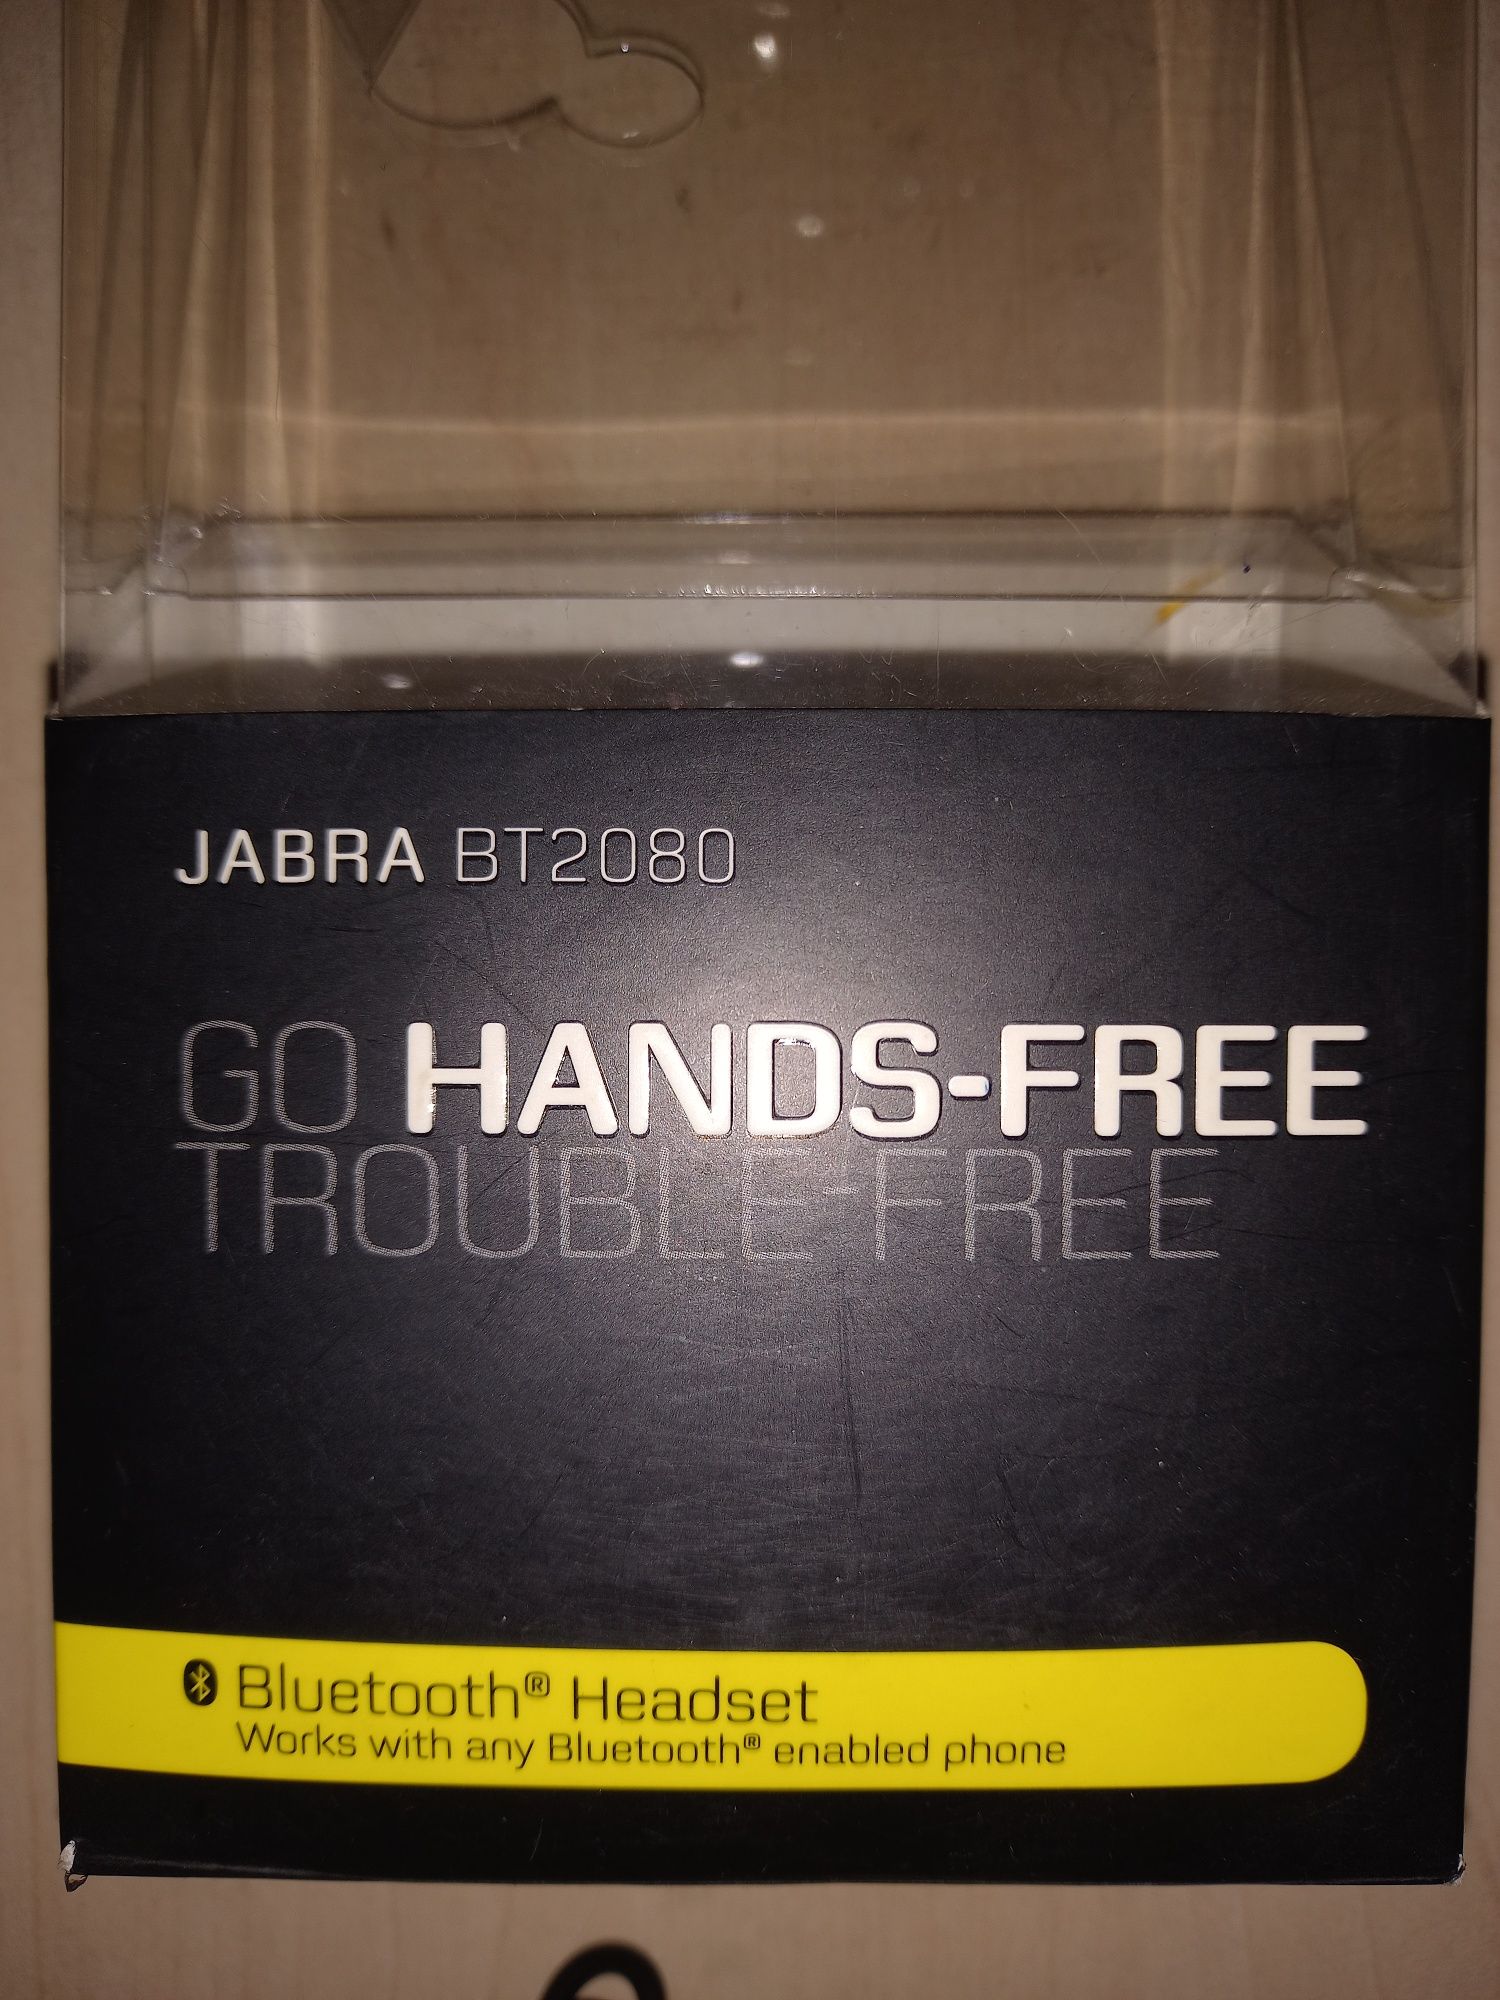 JABRA BT2080
GO HANDS-FREE
TROUBLE-FREE
Bluetooth® Headset
Works with any Bluetooth® enabled phone